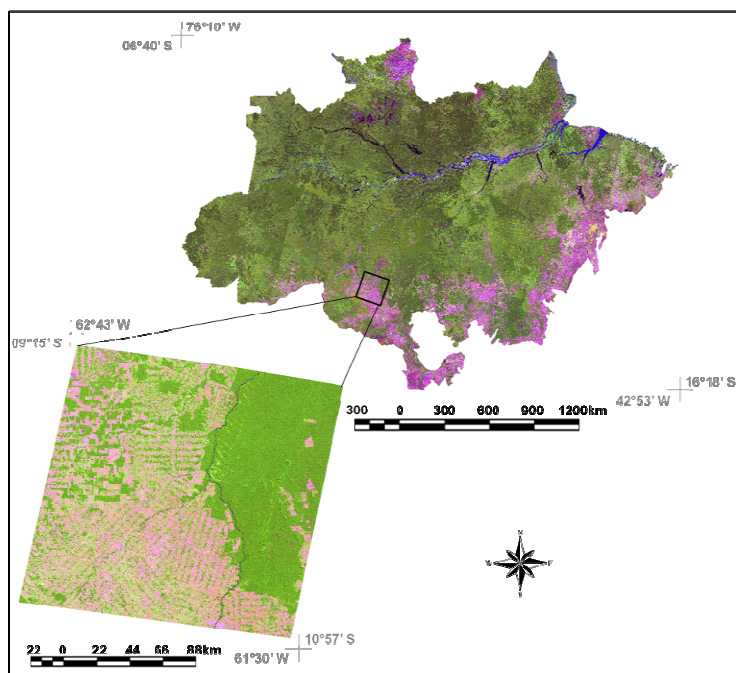 76°10' W
06°40' S
62°43' W
09°15' S
16°18' S
42°53' W
300 0 300 600 900 1200km
10°57' S
61°30' W
22 0 22 44 66 88km